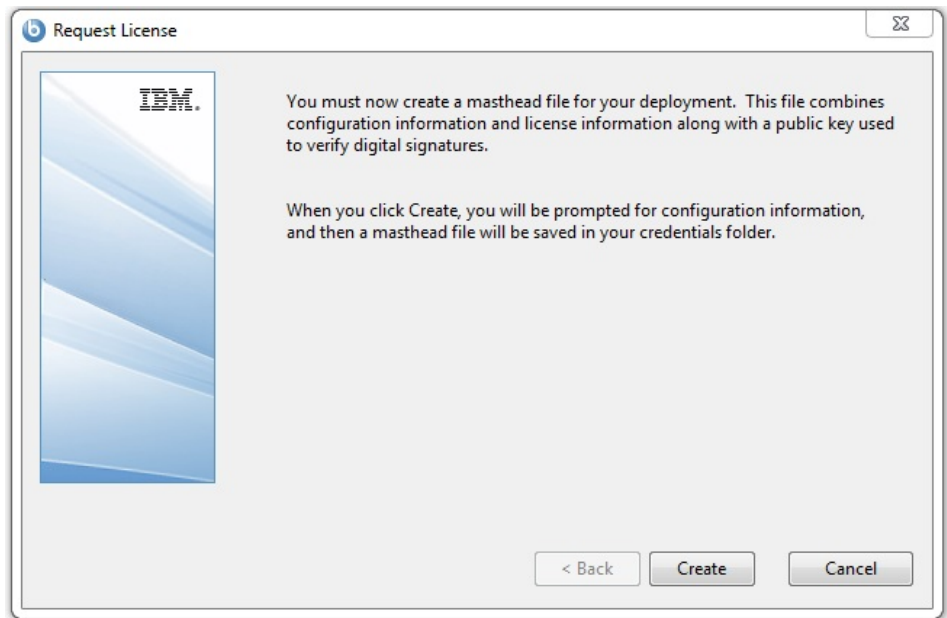 Request License
IBM.
You must now create a masthead file for your deployment. This file combines
configuration information and license information along with a public key used
to verify digital signatures.
When you click Create, you will be prompted for configuration information,
and then a masthead file will be saved in your credentials folder.
< Back
Create
Cancel